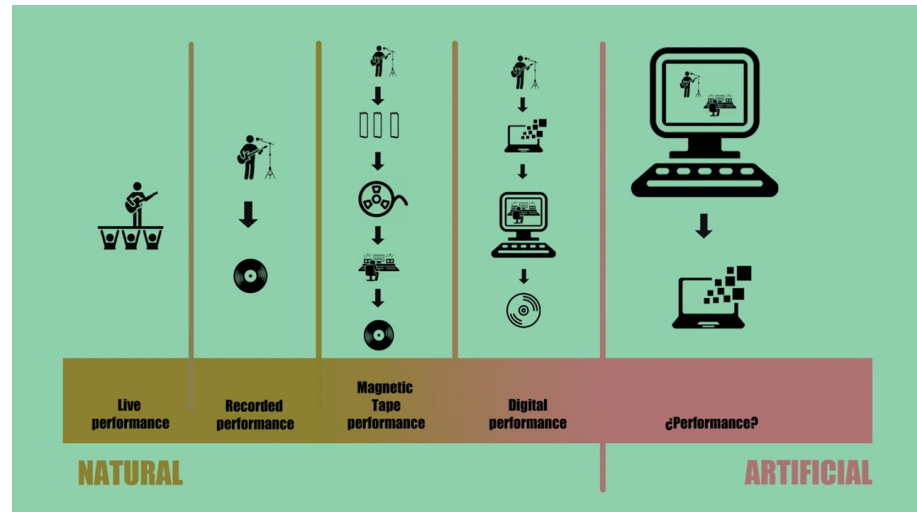 Live
performance
Recorded
performance
Magnetic
Tape
performance
Digital
performance
¿Performance?
NATURAL
ARTIFICIAL